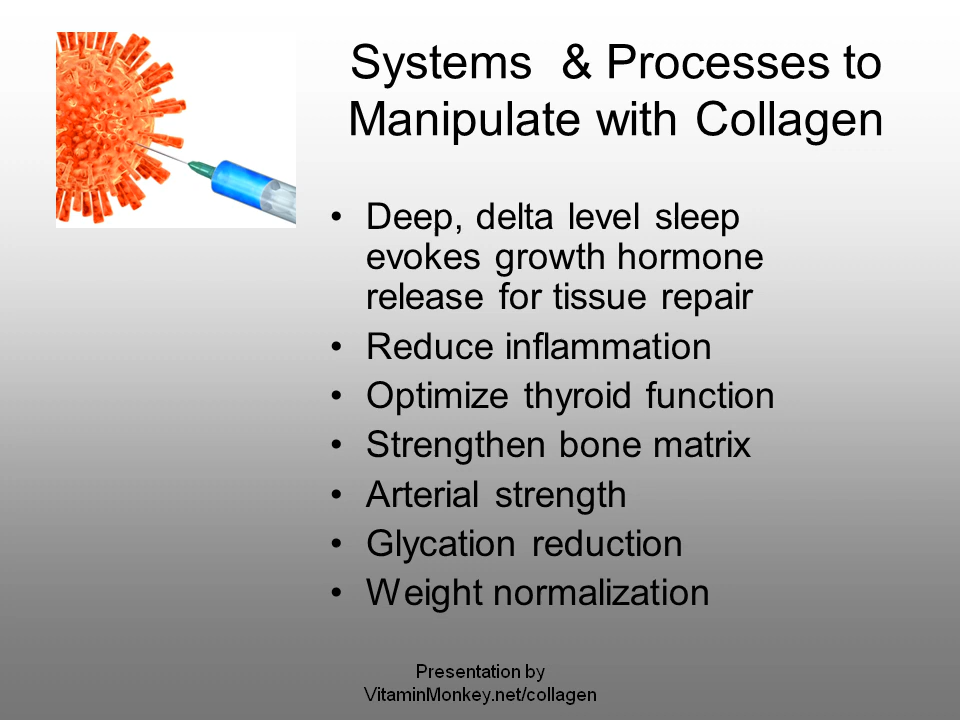 Systems & Processes to
Manipulate with Collagen
• Deep, delta level sleep
evokes growth hormone
release for tissue repair
• Reduce inflammation
• Optimize thyroid function
• Strengthen bone matrix
• Arterial strength
• Glycation reduction
• Weight normalization
Presentation by
VitaminMonkey.net/collagen